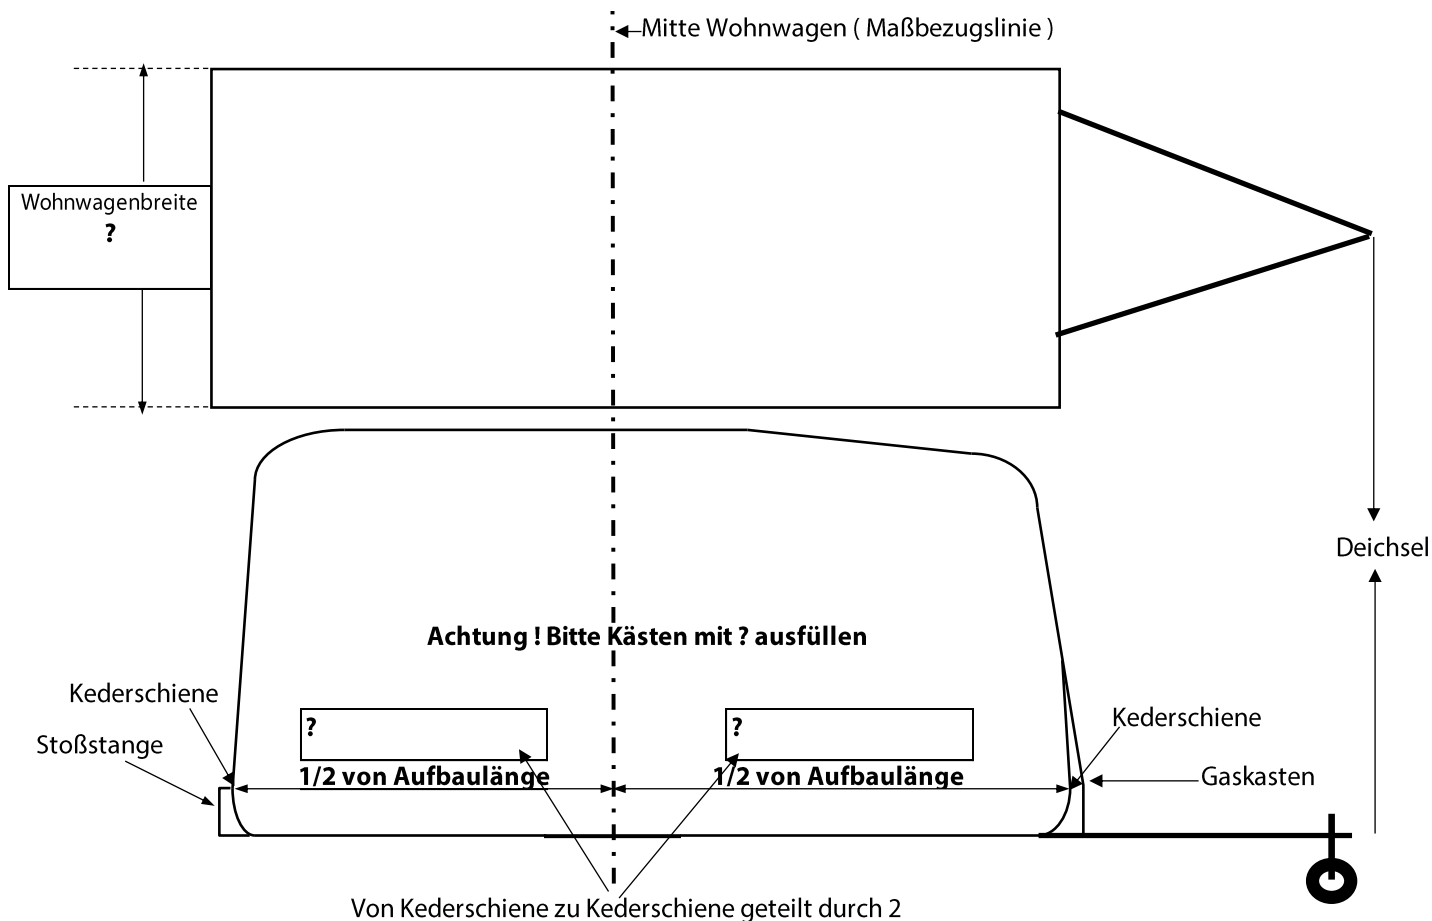 Mitte Wohnwagen ( Maßbezugslinie )
Wohnwagenbreite
?
Deichsel
Achtung ! Bitte Kästen mit ? ausfüllen
Kederschiene
Stoßstange
?
1/2 von Aufbaulänge
?
1/2 von Aufbaulänge
Kederschiene
Gaskasten
Von Kederschiene zu Kederschiene geteilt durch 2